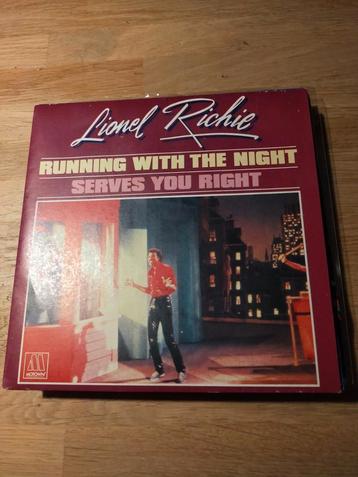 Lionel Richie
RUNNING WITH THE NIGHT
SERVES YOU RIGHT
MOTOWN